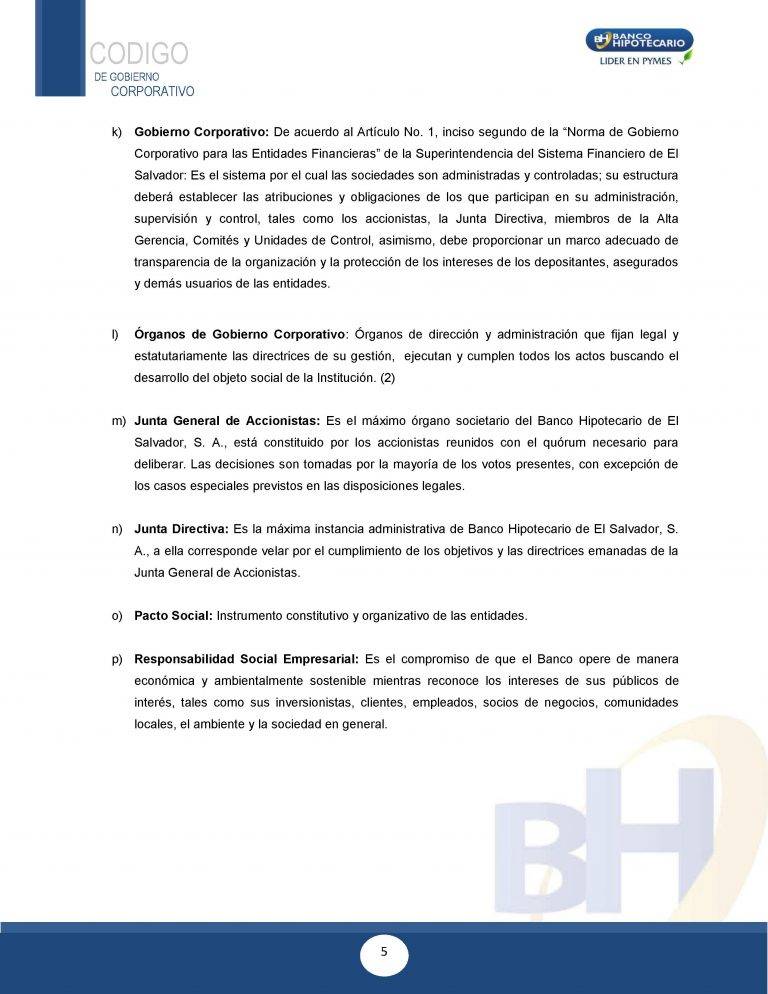 CODIGO
DE GOBIERNO
CORPORATIVO
BH BANCO
HIPOTECARIO
LIDER EN PYMES
k) Gobierno Corporativo: De acuerdo al Artículo No. 1, inciso segundo de la “Norma de Gobierno
Corporativo para las Entidades Financieras” de la Superintendencia del Sistema Financiero de El
Salvador: Es el sistema por el cual las sociedades son administradas y controladas; su estructura
deberá establecer las atribuciones y obligaciones de los que participan en su administración,
supervisión y control, tales como los accionistas, la Junta Directiva, miembros de la Alta
Gerencia, Comités y Unidades de Control, asimismo, debe proporcionar un marco adecuado de
transparencia de la organización y la protección de los intereses de los depositantes, asegurados
y demás usuarios de las entidades.
l) Órganos de Gobierno Corporativo: Órganos de dirección y administración que fijan legal y
estatutariamente las directrices de su gestión, ejecutan y cumplen todos los actos buscando el
desarrollo del objeto social de la Institución. (2)
m) Junta General de Accionistas: Es el máximo órgano societario del Banco Hipotecario de El
Salvador, S. A., está constituido por los accionistas reunidos con el quórum necesario para
deliberar. Las decisiones son tomadas por la mayoría de los votos presentes, con excepción de
los casos especiales previstos en las disposiciones legales.
n) Junta Directiva: Es la máxima instancia administrativa de Banco Hipotecario de El Salvador, S.
A., a ella corresponde velar por el cumplimiento de los objetivos y las directrices emanadas de la
Junta General de Accionistas.
o) Pacto Social: Instrumento constitutivo y organizativo de las entidades.
p) Responsabilidad Social Empresarial: Es el compromiso de que el Banco opere de manera
económica y ambientalmente sostenible mientras reconoce los intereses de sus públicos de
interés, tales como sus inversionistas, clientes, empleados, socios de negocios, comunidades
locales, el ambiente y la sociedad en general.
BH
5